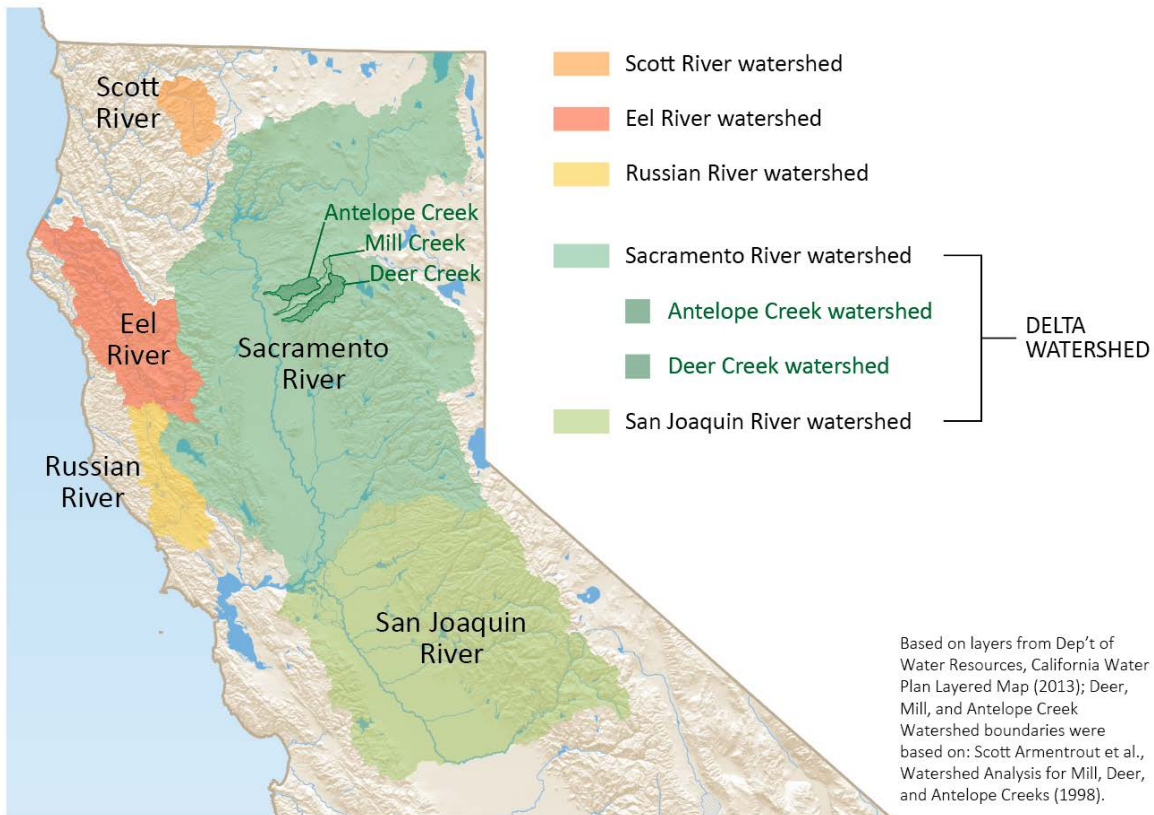 Scott
River
Antelope Creek
Mill Creek
Deer Creek
Eel
River
Sacramento
River
Russian
River
San Joaquin
River
Scott River watershed
Eel River watershed
Russian River watershed
Sacramento River watershed
Antelope Creek watershed
Deer Creek watershed
San Joaquin River watershed
DELTA
WATERSHED
Based on layers from Dep’t of
Water Resources, California Water
Plan Layered Map (2013); Deer,
Mill, and Antelope Creek
Watershed boundaries were
based on: Scott Armentrout et al.,
Watershed Analysis for Mill, Deer,
and Antelope Creeks (1998).